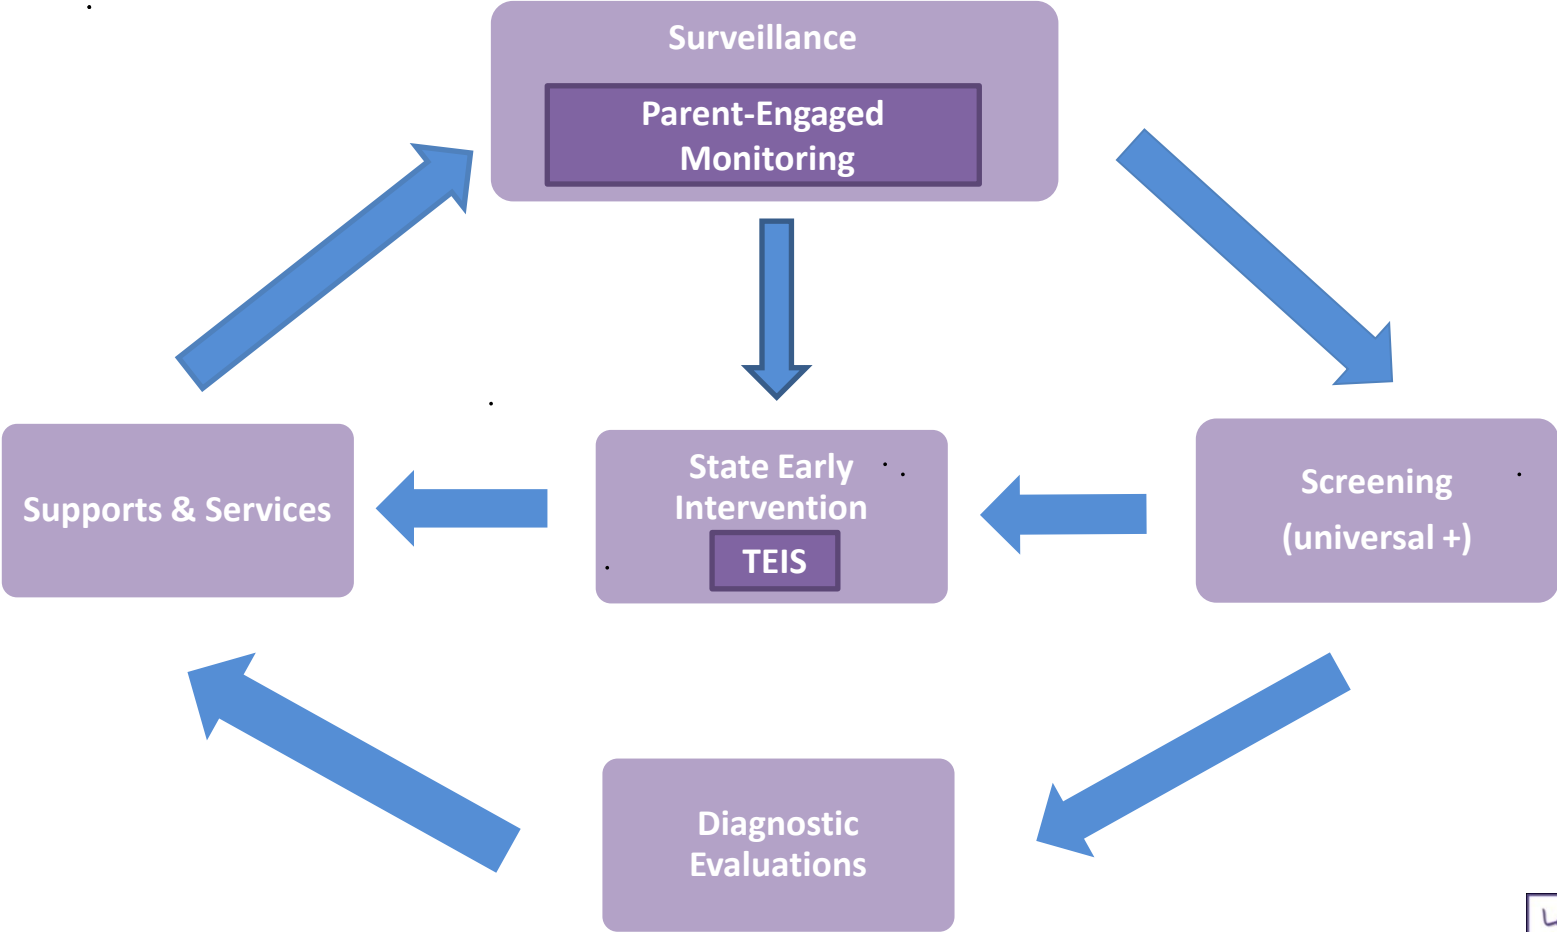 Surveillance
Parent-Engaged
Monitoring
Supports & Services
State Early
Intervention
TEIS
Screening
(universal +)
Diagnostic
Evaluations